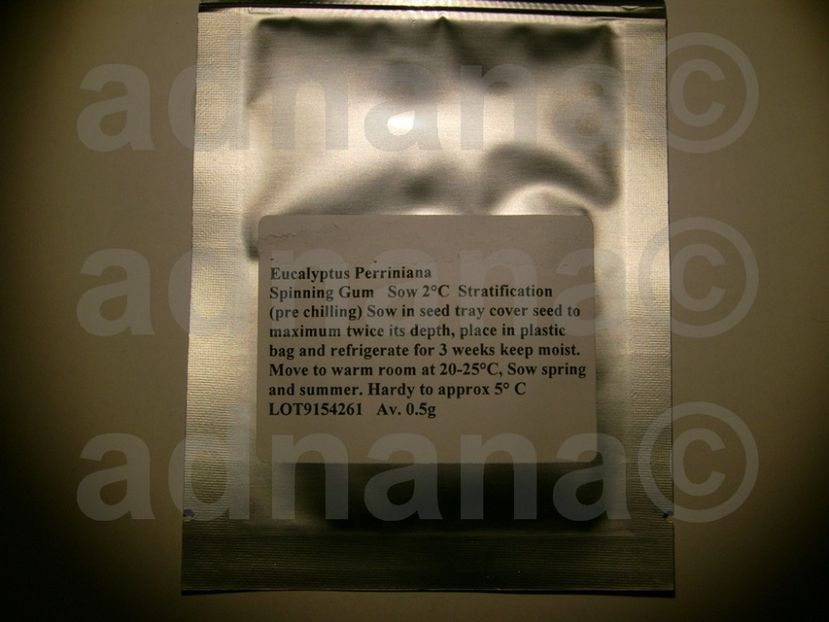 adnana©
Eucalyptus Perriniana
Spinning Gum Sow 2°C Stratification
(pre chilling) Sow in seed tray cover seed to
maximum twice its depth, place in plastic
bag and refrigerate for 3 weeks keep moist.
Move to warm room at 20-25°C, Sow spring
and summer. Hardy to approx 5° C
LOT9154261 Av. 0.5g
adnana©
adnana©